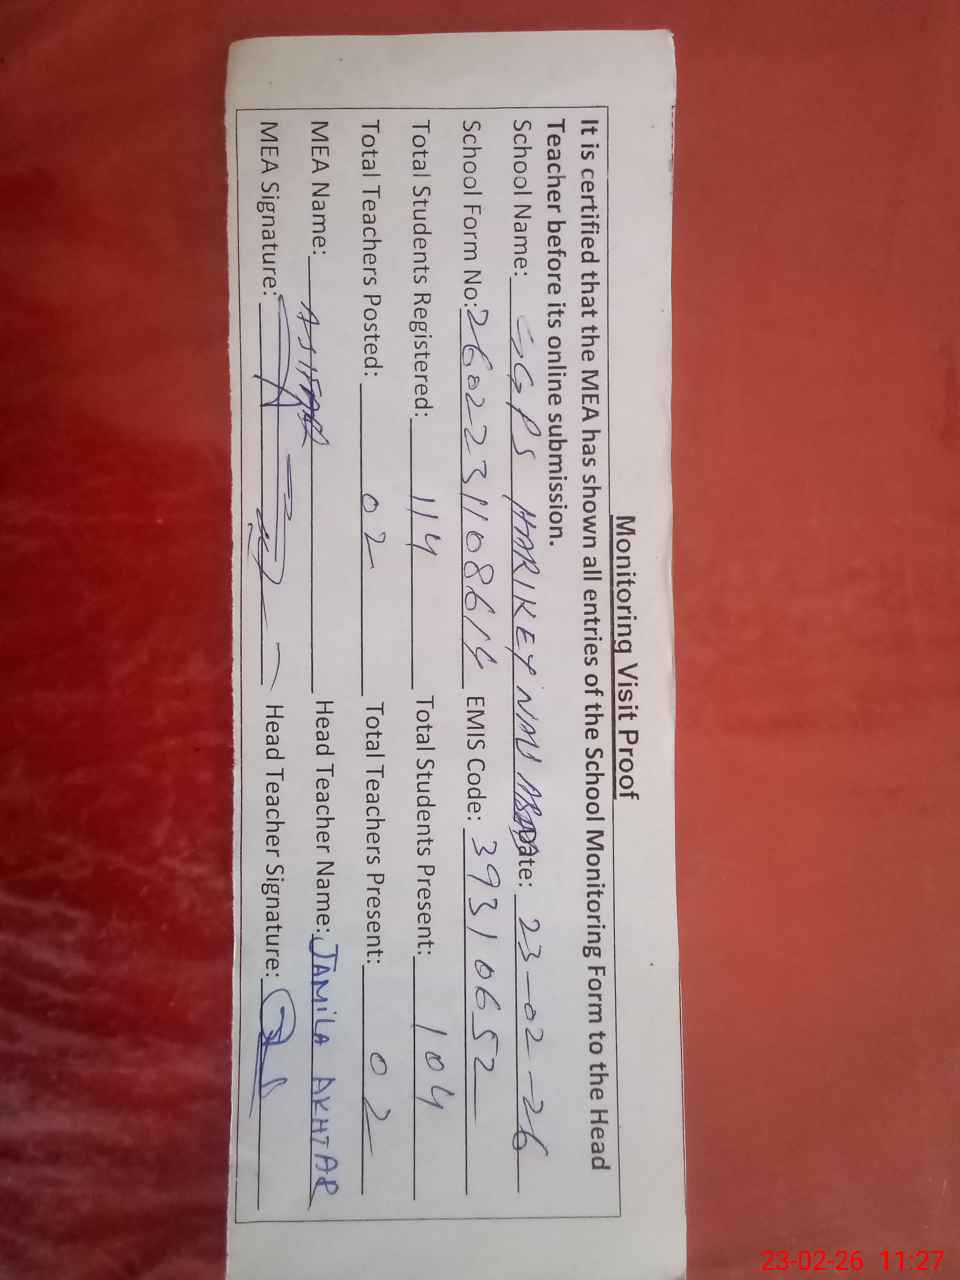 Monitoring Visit Proof
It is certified that the MEA has shown all entries of the School Monitoring Form to the Head
Teacher before its online submission.
School Name: GGPS HARIKEY NAU ABAD Date: 23-02-26
School Form No: 2602231108614 EMIS Code: 39310652
Total Students Registered: 114 Total Students Present: 104
Total Teachers Posted: 02 Total Teachers Present: 02
MEA Name: Head Teacher Name: JAMILA AKHTAR
MEA Signature: Head Teacher Signature:
23-02-26 11:27